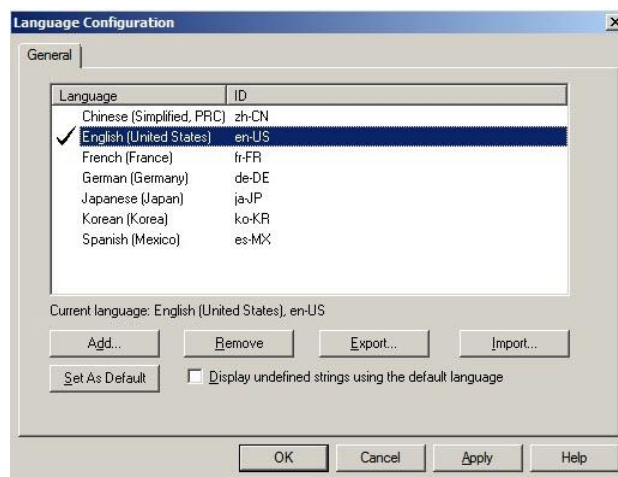 Language Configuration
General
Language ID
Chinese (Simplified, PRC) zh-CN
English (United States) en-US
French (France) fr-FR
German (Germany) de-DE
Japanese (Japan) ja-JP
Korean (Korea) ko-KR
Spanish (Mexico) es-MX
Current language: English (United States), en-US
Add... Remove Export... Import...
Set As Default Display undefined strings using the default language
OK Cancel Apply Help